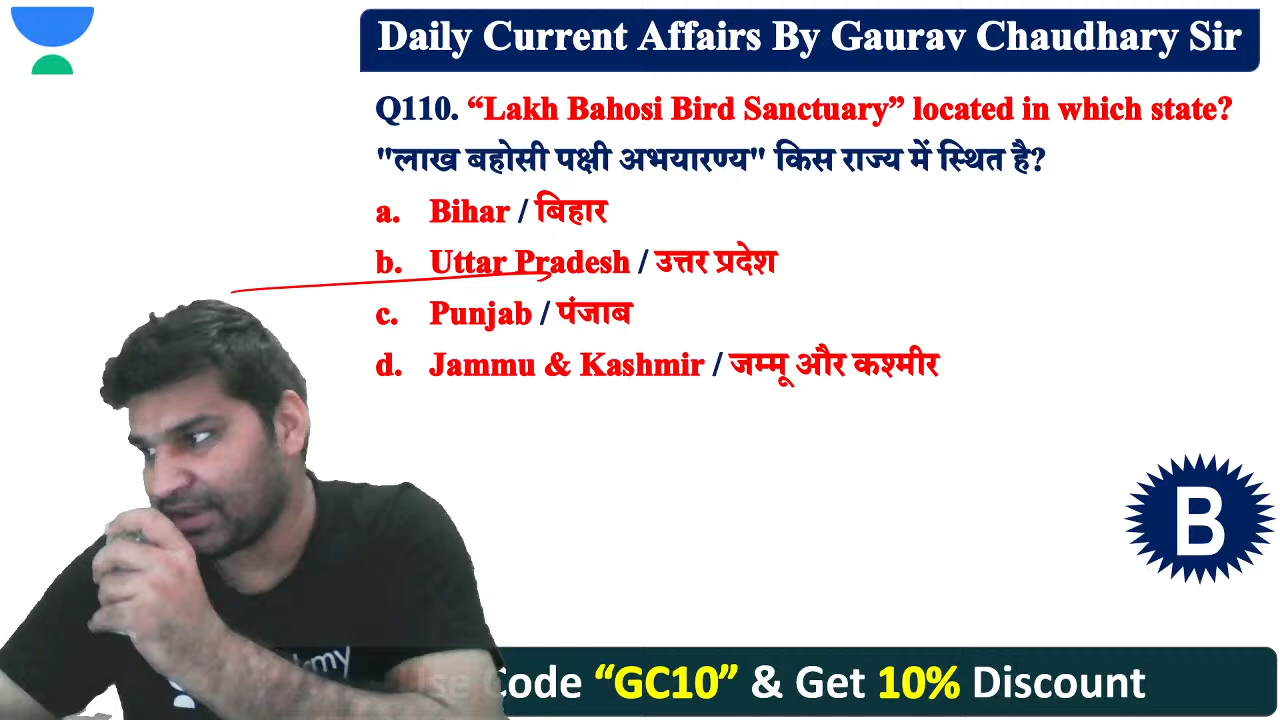 Daily Current Affairs By Gaurav Chaudhary Sir
Q110. “Lakh Bahosi Bird Sanctuary” located in which state?
"लाख बहोसी पक्षी अभयारण्य" किस राज्य में स्थित है?
a. Bihar / बिहार
b. Uttar Pradesh / उत्तर प्रदेश
c. Punjab / पंजाब
d. Jammu & Kashmir / जम्मू और कश्मीर
B
Code “GC10” & Get 10% Discount